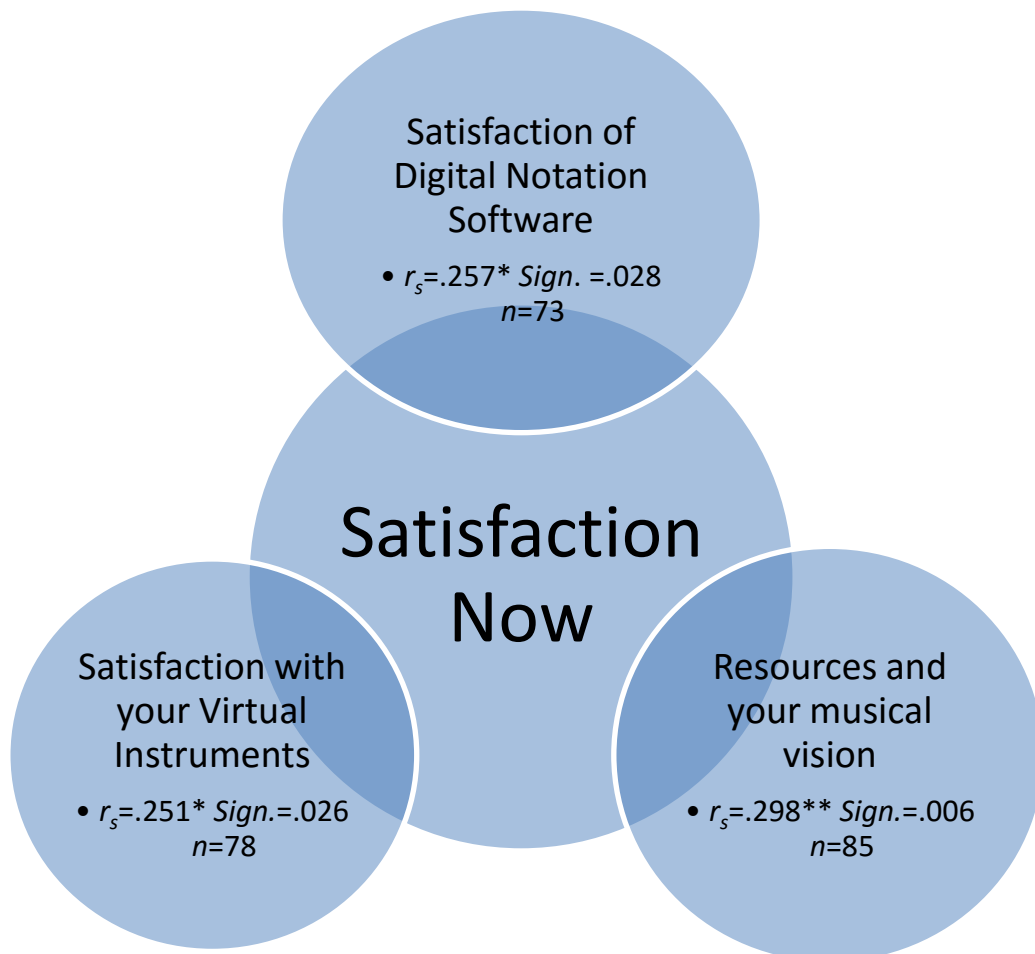 Satisfaction of
Digital Notation
Software
• rₛ=.257* Sign. =.028
n=73
Satisfaction
Now
Satisfaction with
your Virtual
Instruments
• rₛ=.251* Sign.=.026
n=78
Resources and
your musical
vision
• rₛ=.298** Sign.=.006
n=85